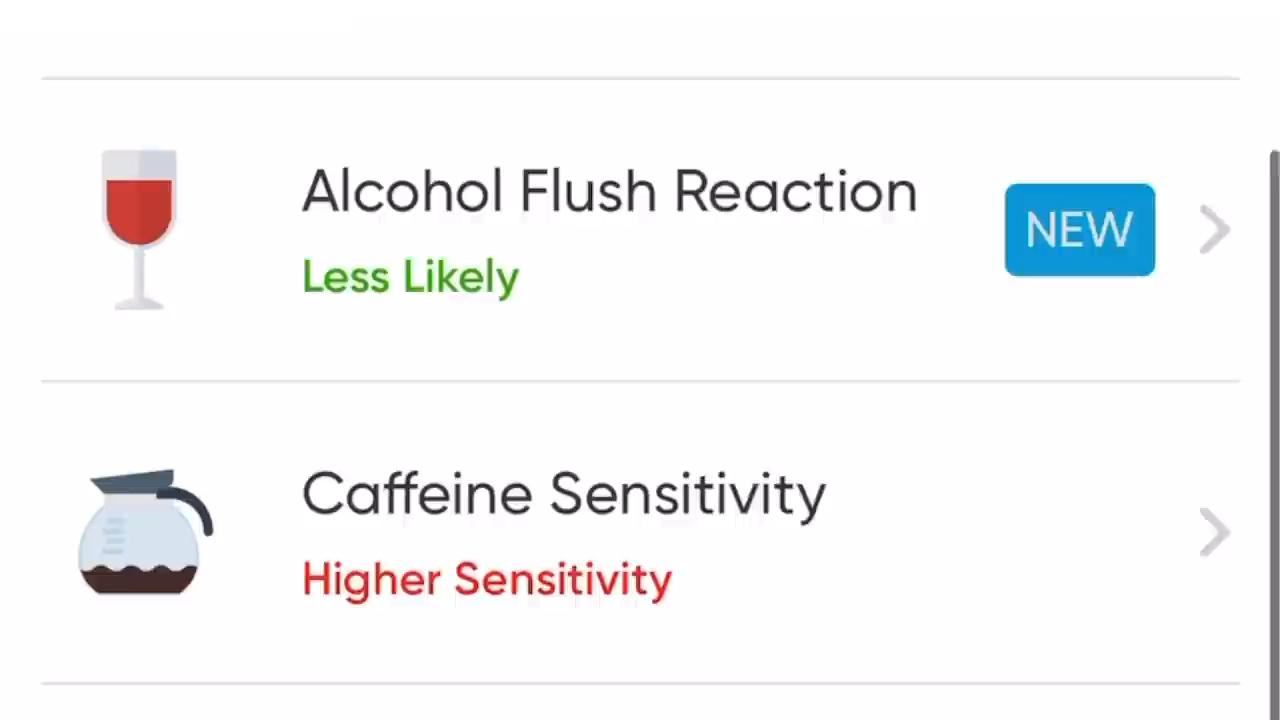 Alcohol Flush Reaction
Less Likely
NEW
Caffeine Sensitivity
Higher Sensitivity